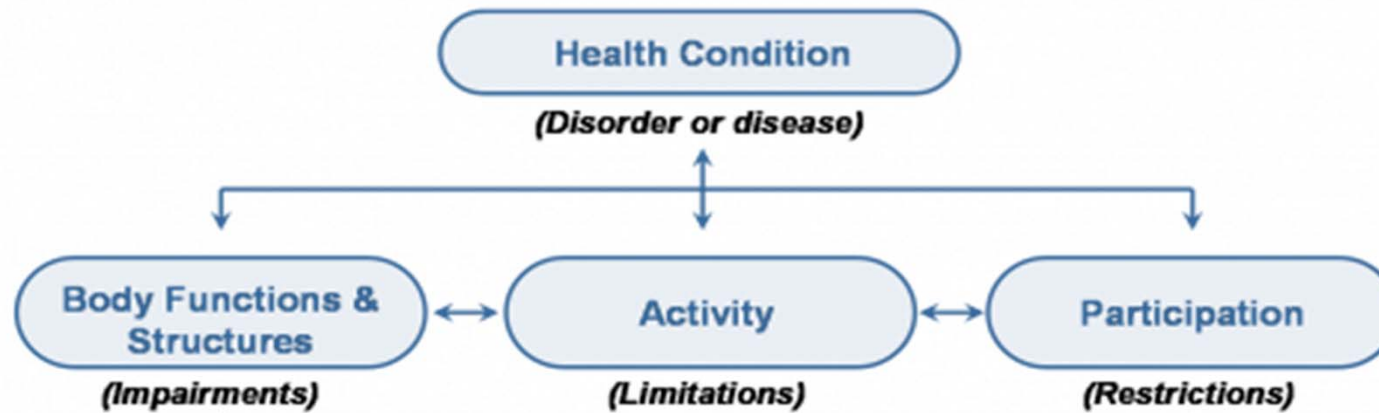 Health Condition
(Disorder or disease)
Body Functions &
Structures
Activity
Participation
(Impairments)
(Limitations)
(Restrictions)